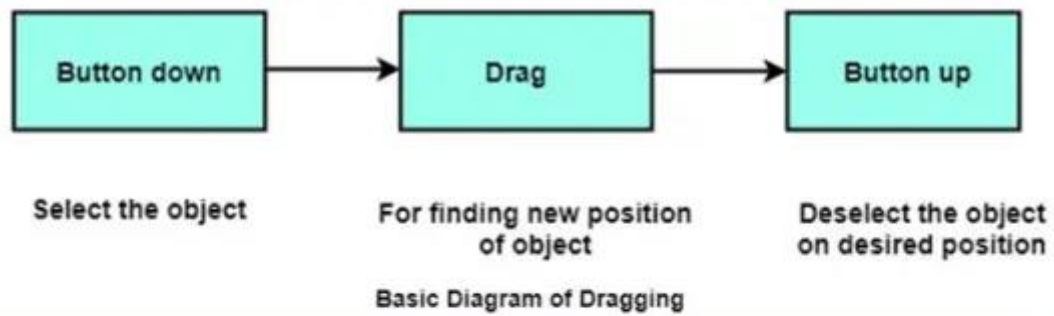 Button down
Drag
Button up
Select the object
For finding new position
of object
Deselect the object
on desired position
Basic Diagram of Dragging